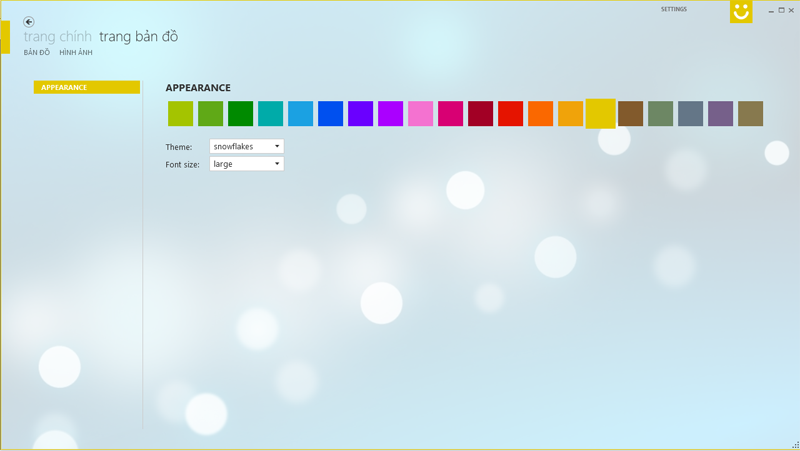 SETTINGS
trang chính trang bản đồ
BẢN ĐỒ HÌNH ẢNH
APPEARANCE
APPEARANCE
Theme: snowflakes
Font size: large